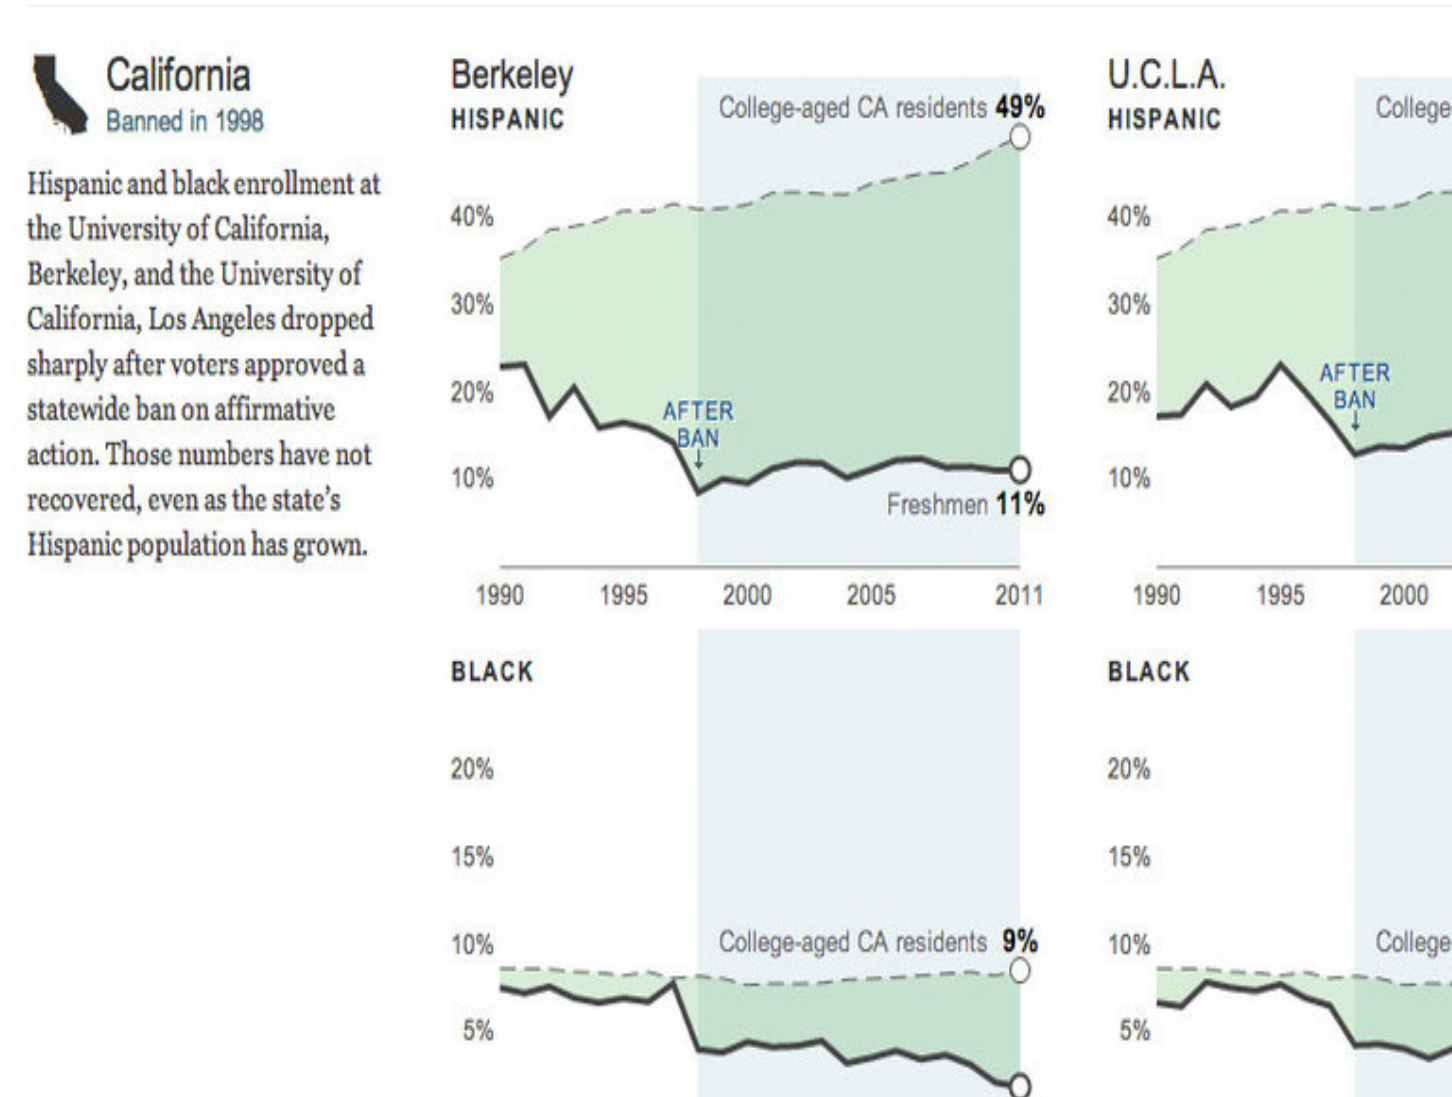 California
Banned in 1998
Hispanic and black enrollment at
the University of California,
Berkeley, and the University of
California, Los Angeles dropped
sharply after voters approved a
statewide ban on affirmative
action. Those numbers have not
recovered, even as the state’s
Hispanic population has grown.
Berkeley
HISPANIC
College-aged CA residents 49%
40%
30%
20%
10%
AFTER
BAN
Freshmen 11%
1990 1995 2000 2005 2011
BLACK
20%
15%
10%
5%
College-aged CA residents 9%
U.C.L.A.
HISPANIC
College
40%
30%
20%
10%
AFTER
BAN
1990 1995 2000
BLACK
20%
15%
10%
5%
College